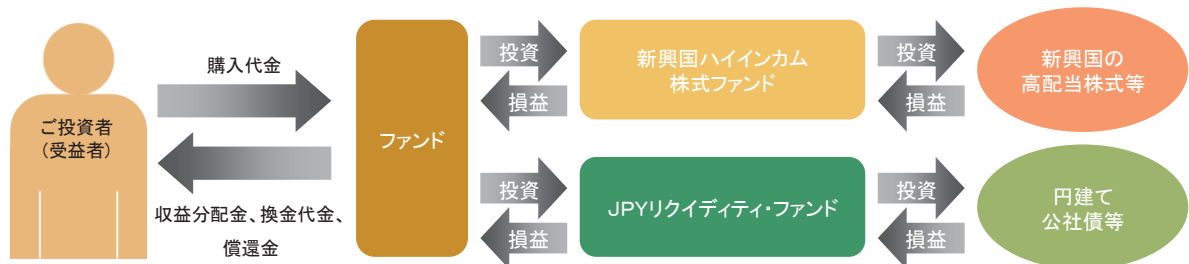 購入代金
ご投資者
(受益者)
収益分配金、換金代金、
償還金
ファンド
投資
損益
新興国ハイインカム
株式ファンド
投資
損益
新興国の
高配当株式等
投資
損益
JPYリクイディティ・ファンド
投資
損益
円建て
公社債等